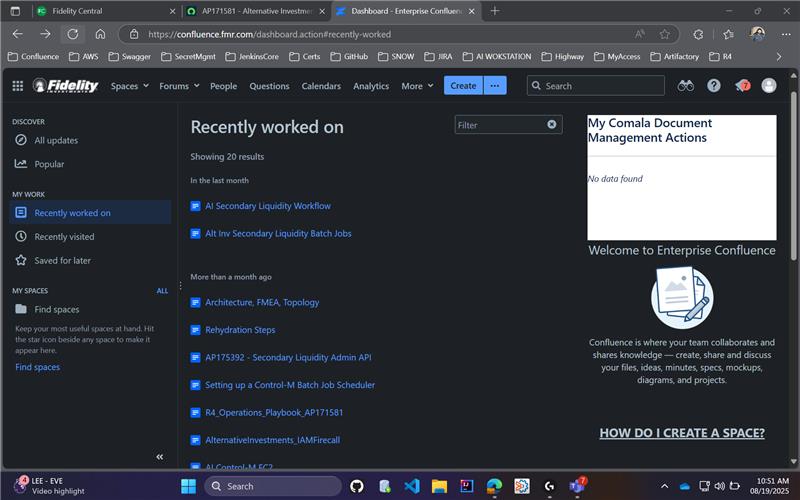 Fidelity Central
AP171581 - Alternative Investmen
Dashboard - Enterprise Confluenc
https://confluence.fmr.com/dashboard.action#recently-worked
Confluence
AWS
Swagger
SecretMgmt
JenkinsCore
Certs
GitHub
SNOW
JIRA
AI WOKSTATION
Highway
MyAccess
Artifactory
R4
Fidelity
INVESTMENTS
Spaces
Forums
People
Questions
Calendars
Analytics
More
Create
Search
7
DISCOVER
All updates
Popular
MY WORK
Recently worked on
Recently visited
Saved for later
MY SPACES
ALL
Find spaces
Keep your most useful spaces at hand. Hit
the star icon beside any space to make it
appear here.
Find spaces
Recently worked on
Filter
Showing 20 results
In the last month
AI Secondary Liquidity Workflow
Alt Inv Secondary Liquidity Batch Jobs
More than a month ago
Architecture, FMEA, Topology
Rehydration Steps
AP175392 - Secondary Liquidity Admin API
Setting up a Control-M Batch Job Scheduler
R4_Operations_Playbook_AP171581
AlternativeInvestments_IAMFirecall
AI Control-M EC2
My Comala Document
Management Actions
No data found
Welcome to Enterprise Confluence
Confluence is where your team collaborates and
shares knowledge — create, share and discuss
your files, ideas, minutes, specs, mockups,
diagrams, and projects.
HOW DO I CREATE A SPACE?
4
LEE - EVE
Video highlight
Search
7
10:51 AM
08/19/2025